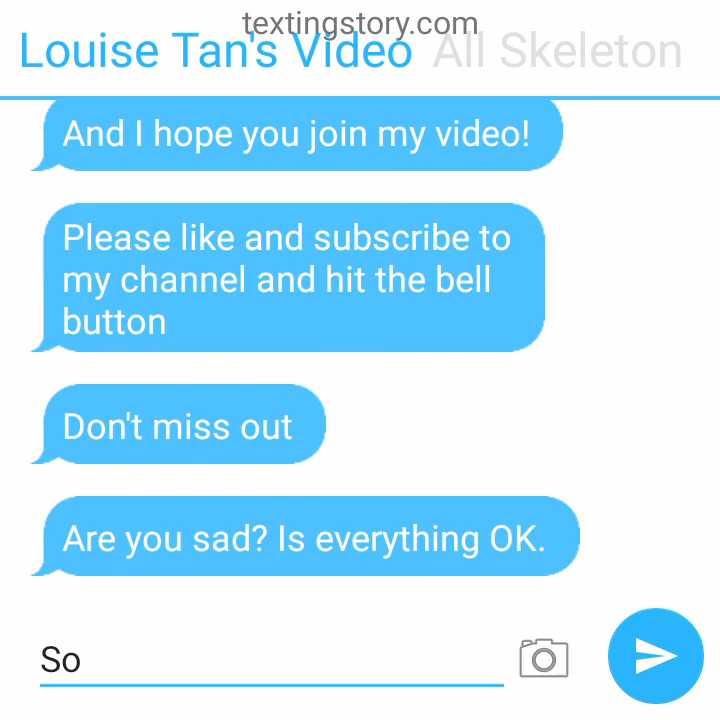 textingstory.com
Louise Tan's Video All Skeleton
And I hope you join my video!
Please like and subscribe to
my channel and hit the bell
button
Don't miss out
Are you sad? Is everything OK.
So